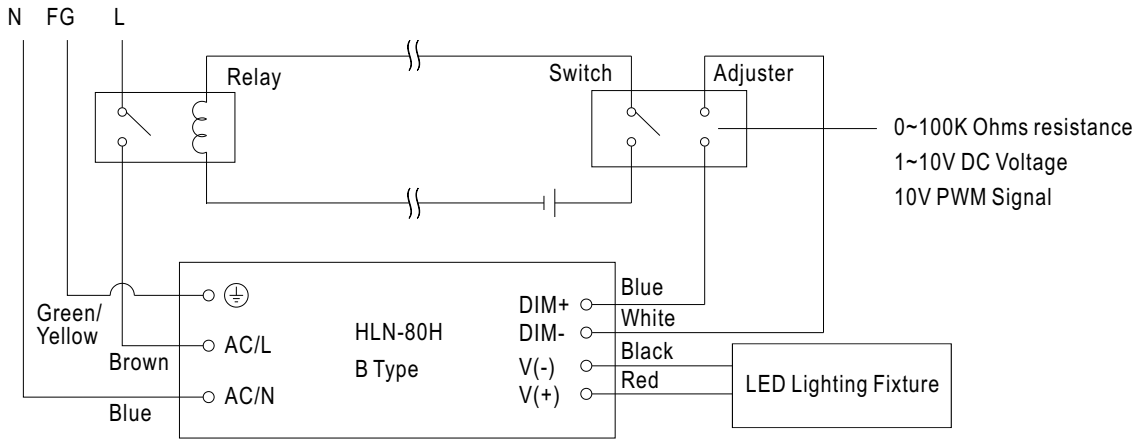 N FG L
Relay
Switch
Adjuster
0~100K Ohms resistance
1~10V DC Voltage
10V PWM Signal
Green/
Yellow
Brown
Blue
AC/L
AC/N
HLN-80H
B Type
DIM+
DIM-
V(-)
V(+)
Blue
White
Black
Red
LED Lighting Fixture